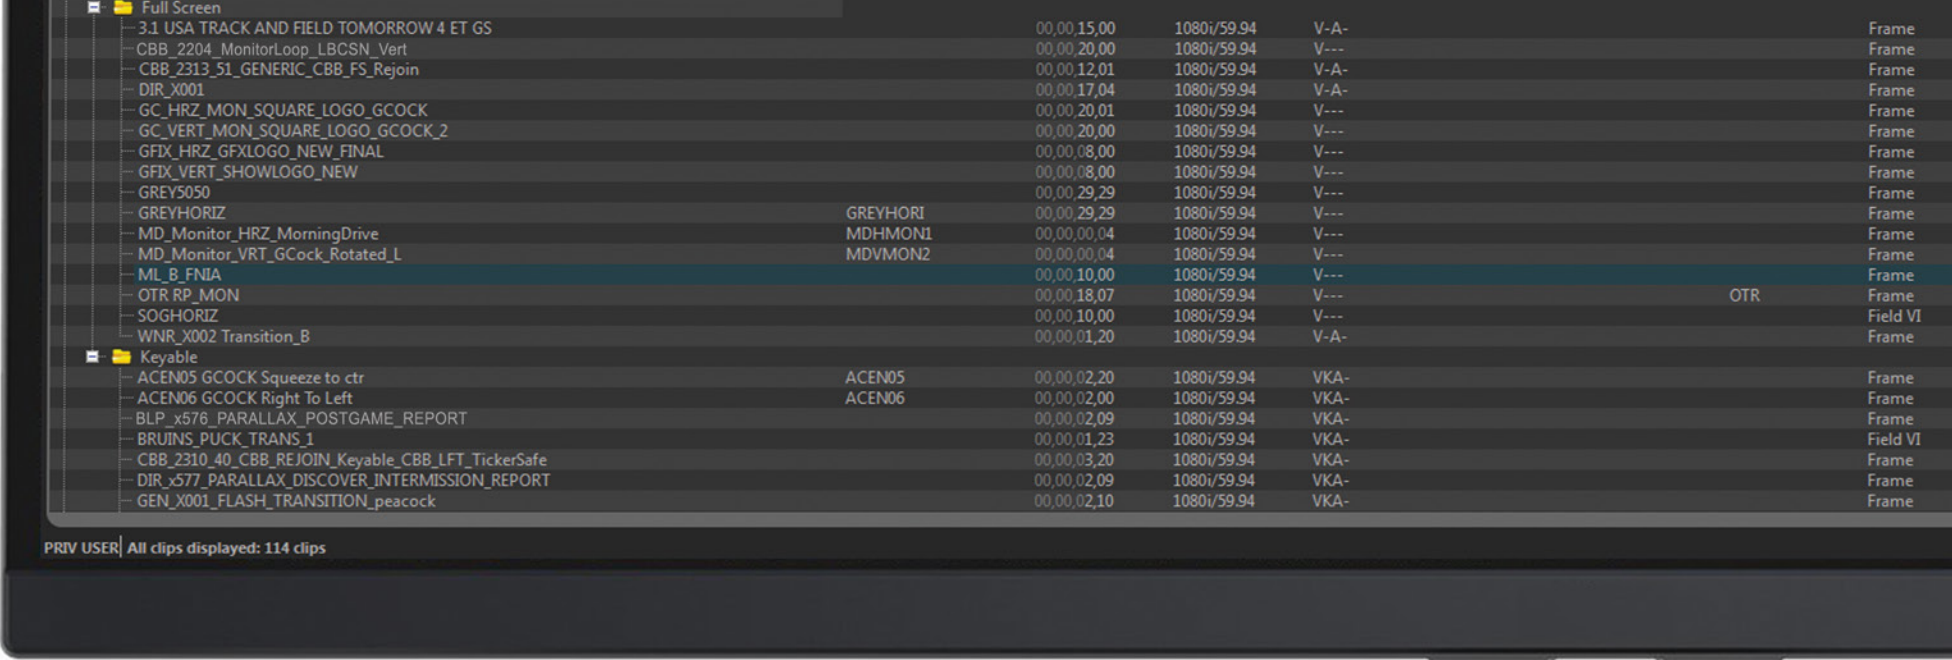 Full Screen
3.1 USA TRACK AND FIELD TOMORROW 4 ET GS 00,00,15,00 1080i/59.94 V-A- Frame
CBB_2204_MonitorLoop_LBCSN_Vert 00,00,20,00 1080i/59.94 V--- Frame
CBB_2313_51_GENERIC_CBB_FS_Rejoin 00,00,12,01 1080i/59.94 V-A- Frame
DIR_X001 00,00,17,04 1080i/59.94 V-A- Frame
GC_HRZ_MON_SQUARE_LOGO_GCOCK 00,00,20,01 1080i/59.94 V--- Frame
GC_VERT_MON_SQUARE_LOGO_GCOCK_2 00,00,20,00 1080i/59.94 V--- Frame
GFIX_HRZ_GFXLOGO_NEW_FINAL 00,00,08,00 1080i/59.94 V--- Frame
GFIX_VERT_SHOWLOGO_NEW 00,00,08,00 1080i/59.94 V--- Frame
GREY5050 00,00,29,29 1080i/59.94 V--- Frame
GREYHORIZ GREYHORI 00,00,29,29 1080i/59.94 V--- Frame
MD_Monitor_HRZ_MorningDrive MDHMON1 00,00,00,04 1080i/59.94 V--- Frame
MD_Monitor_VRT_GCock_Rotated_L MDVMON2 00,00,00,04 1080i/59.94 V--- Frame
ML_B_FNIA 00,00,10,00 1080i/59.94 V--- Frame
OTR RP_MON 00,00,18,07 1080i/59.94 V--- OTR Frame
SOGHORIZ 00,00,10,00 1080i/59.94 V--- Field VI
WNR_X002 Transition_B 00,00,01,20 1080i/59.94 V-A- Frame
Keyable
ACEN05 GCOCK Squeeze to ctr ACEN05 00,00,02,20 1080i/59.94 VKA- Frame
ACEN06 GCOCK Right To Left ACEN06 00,00,02,00 1080i/59.94 VKA- Frame
BLP_x576_PARALLAX_POSTGAME_REPORT 00,00,02,09 1080i/59.94 VKA- Frame
BRUINS_PUCK_TRANS_1 00,00,01,23 1080i/59.94 VKA- Field VI
CBB_2310_40_CBB_REJOIN_Keyable_CBB_LFT_TickerSafe 00,00,03,20 1080i/59.94 VKA- Frame
DIR_x577_PARALLAX_DISCOVER_INTERMISSION_REPORT 00,00,02,09 1080i/59.94 VKA- Frame
GEN_X001_FLASH_TRANSITION_peacock 00,00,02,10 1080i/59.94 VKA- Frame
PRIV USER All clips displayed: 114 clips